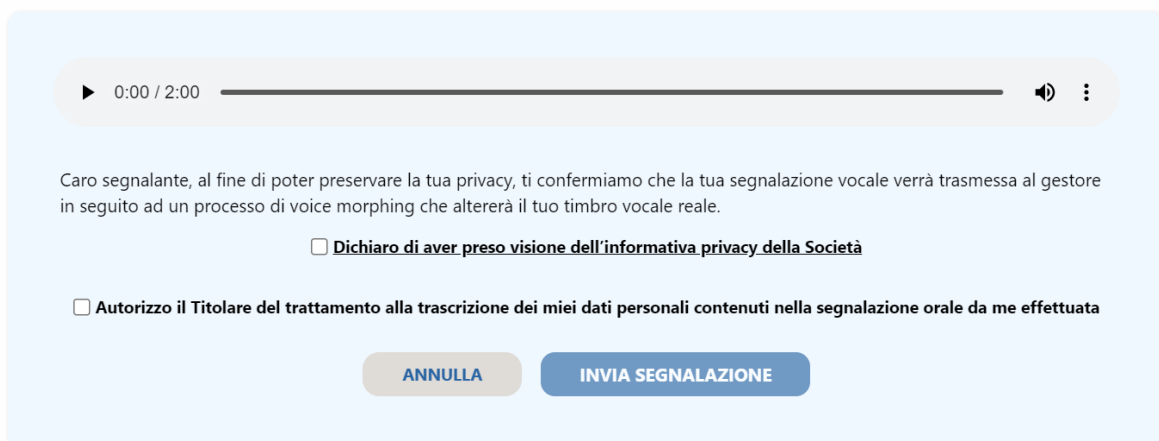 0:00 / 2:00
Caro segnalante, al fine di poter preservare la tua privacy, ti confermiamo che la tua segnalazione vocale verrà trasmessa al gestore
in seguito ad un processo di voice morphing che altererà il tuo timbro vocale reale.
Dichiaro di aver preso visione dell'informativa privacy della Società
Autorizzo il Titolare del trattamento alla trascrizione dei miei dati personali contenuti nella segnalazione orale da me effettuata
ANNULLA INVIA SEGNALAZIONE